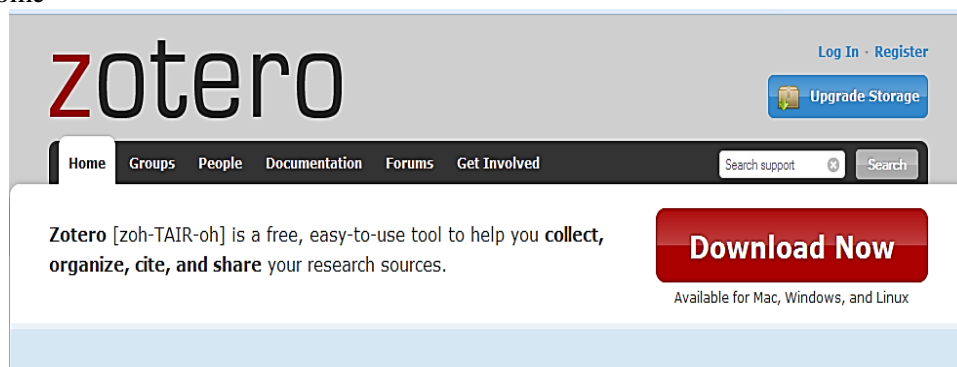 zotero
Log In · Register
Upgrade Storage
Home Groups People Documentation Forums Get Involved
Search support Search
Zotero [zoh-TAIR-oh] is a free, easy-to-use tool to help you collect,
organize, cite, and share your research sources.
Download Now
Available for Mac, Windows, and Linux